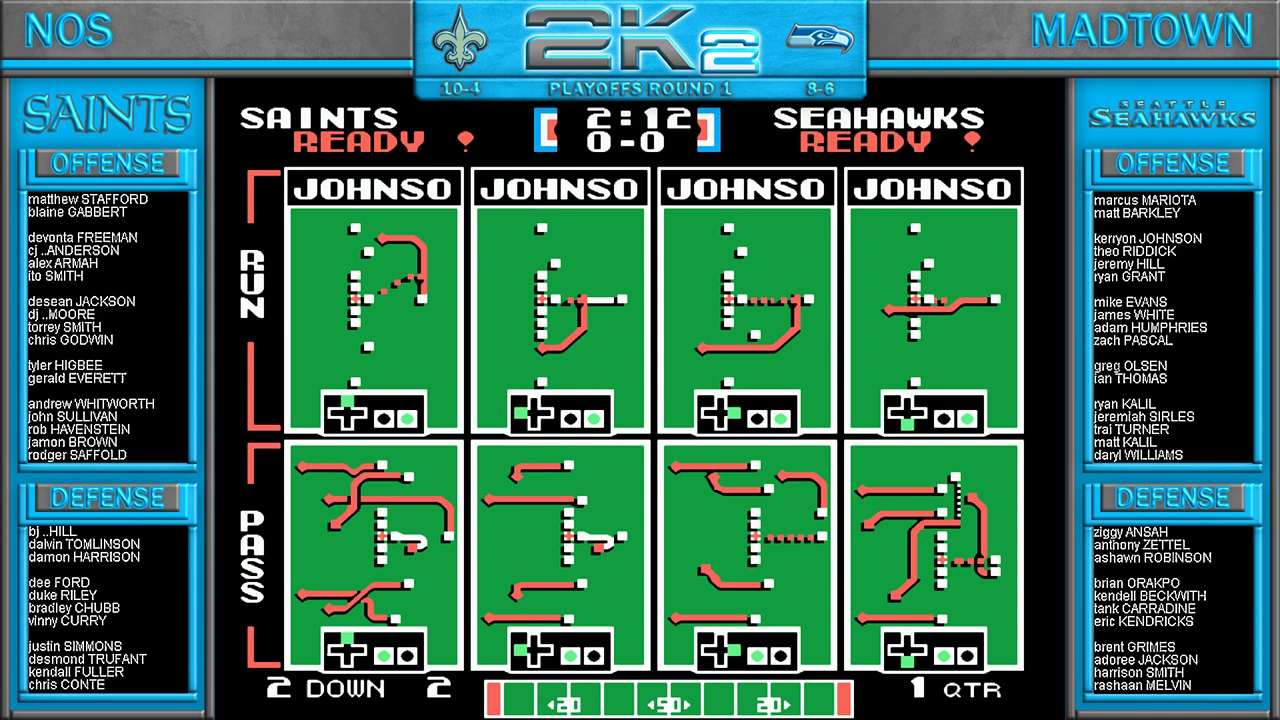 NOS
2K2
MADTOWN
10-4
PLAYOFFS ROUND 1
8-6
SAINTS
OFFENSE
matthew STAFFORD
blaine GABBERT
devonta FREEMAN
cj ..ANDERSON
alex ARMAH
ito SMITH
desean JACKSON
dj ..MOORE
torrey SMITH
chris GODWIN
tyler HIGBEE
gerald EVERETT
andrew WHITWORTH
john SULLIVAN
rob HAVENSTEIN
jamon BROWN
rodger SAFFOLD
DEFENSE
bj ..HILL
dalvin TOMLINSON
damon HARRISON
dee FORD
duke RILEY
bradley CHUBB
vinny CURRY
justin SIMMONS
desmond TRUFANT
kendall FULLER
chris CONTE
SAINTS
READY
2:12
0-0
SEAHAWKS
READY
RUN
JOHNSO
JOHNSO
JOHNSO
JOHNSO
PASS
2 DOWN 2
20
50
20
1 QTR
SEATTLE
SEAHAWKS
OFFENSE
marcus MARIOTA
matt BARKLEY
kerryon JOHNSON
theo RIDDICK
jeremy HILL
ryan GRANT
mike EVANS
james WHITE
adam HUMPHRIES
zach PASCAL
greg OLSEN
ian THOMAS
ryan KALIL
jeremiah SIRLES
trai TURNER
matt KALIL
daryl WILLIAMS
DEFENSE
ziggy ANSAH
anthony ZETTEL
ashawn ROBINSON
brian ORAKPO
kendell BECKWITH
tank CARRADINE
eric KENDRICKS
brent GRIMES
adoree JACKSON
harrison SMITH
rashaan MELVIN